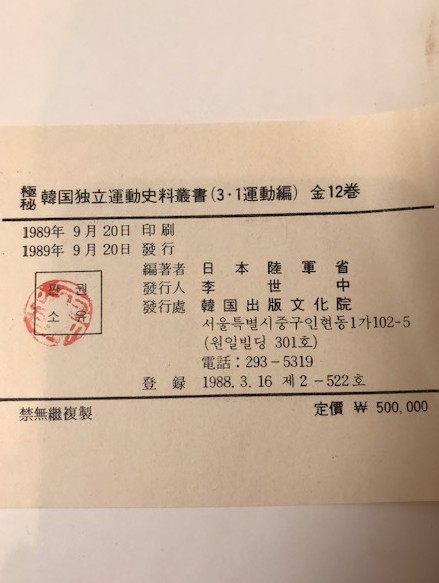 極秘 韓国独立運動史料叢書(3·1運動編) 金12巻
1989年 9月 20日 印刷
1989年 9月 20日 發行
編著者 日本陸軍省
發行人 李世中
發行處 韓国出版文化院
서울특별시중구인현동1가102-5
(원일빌딩 301호)
電話：293-5319
登録 1988. 3. 16 제2-522호
판권
소유
禁無繼複製
定價 ₩ 500,000